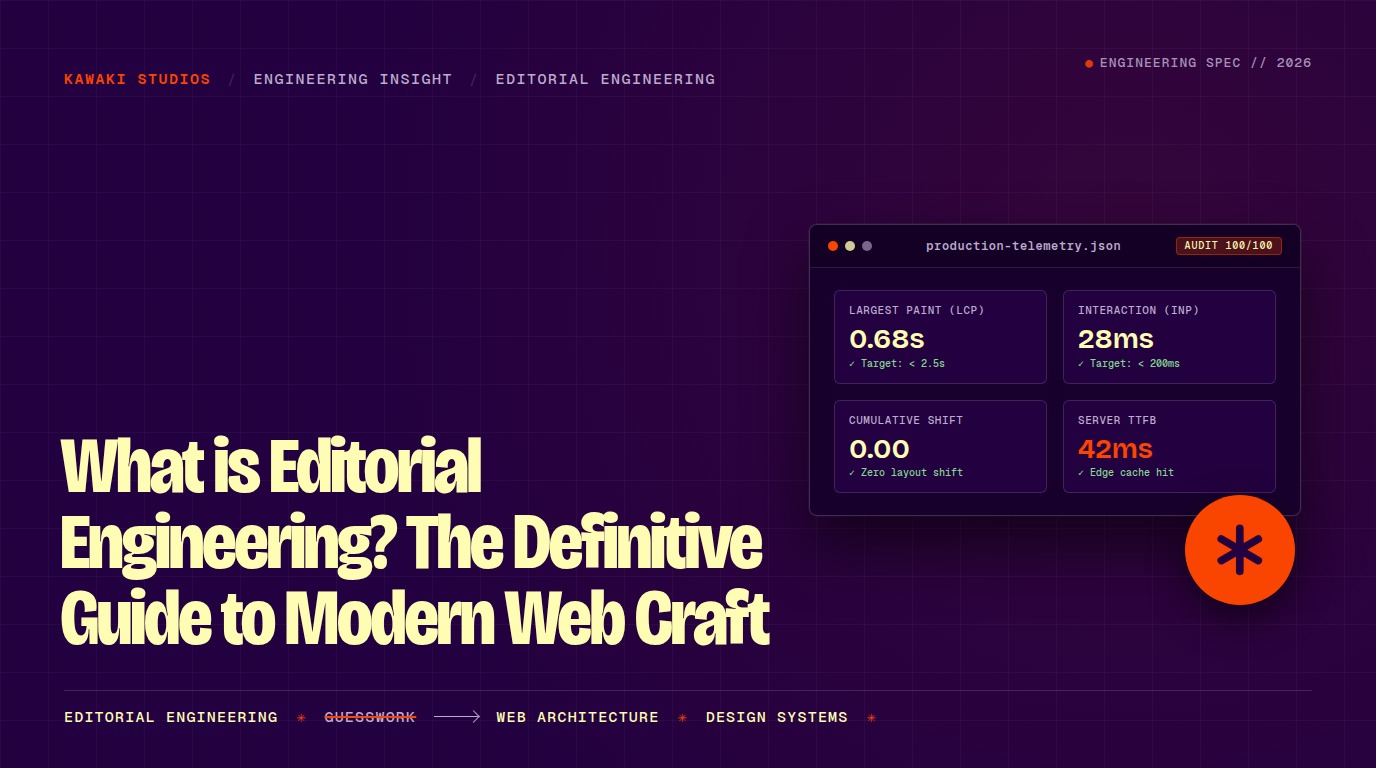 KAWAKI STUDIOS / ENGINEERING INSIGHT / EDITORIAL ENGINEERING
ENGINEERING SPEC // 2026
production-telemetry.json
AUDIT 100/100
LARGEST PAINT (LCP)
0.68s
✓ Target: < 2.5s
INTERACTION (INP)
28ms
✓ Target: < 200ms
CUMULATIVE SHIFT
0.00
✓ Zero layout shift
SERVER TTFB
42ms
✓ Edge cache hit
What is Editorial
Engineering? The Definitive
Guide to Modern Web Craft
EDITORIAL ENGINEERING ✳ GUESSWORK → WEB ARCHITECTURE ✳ DESIGN SYSTEMS ✳